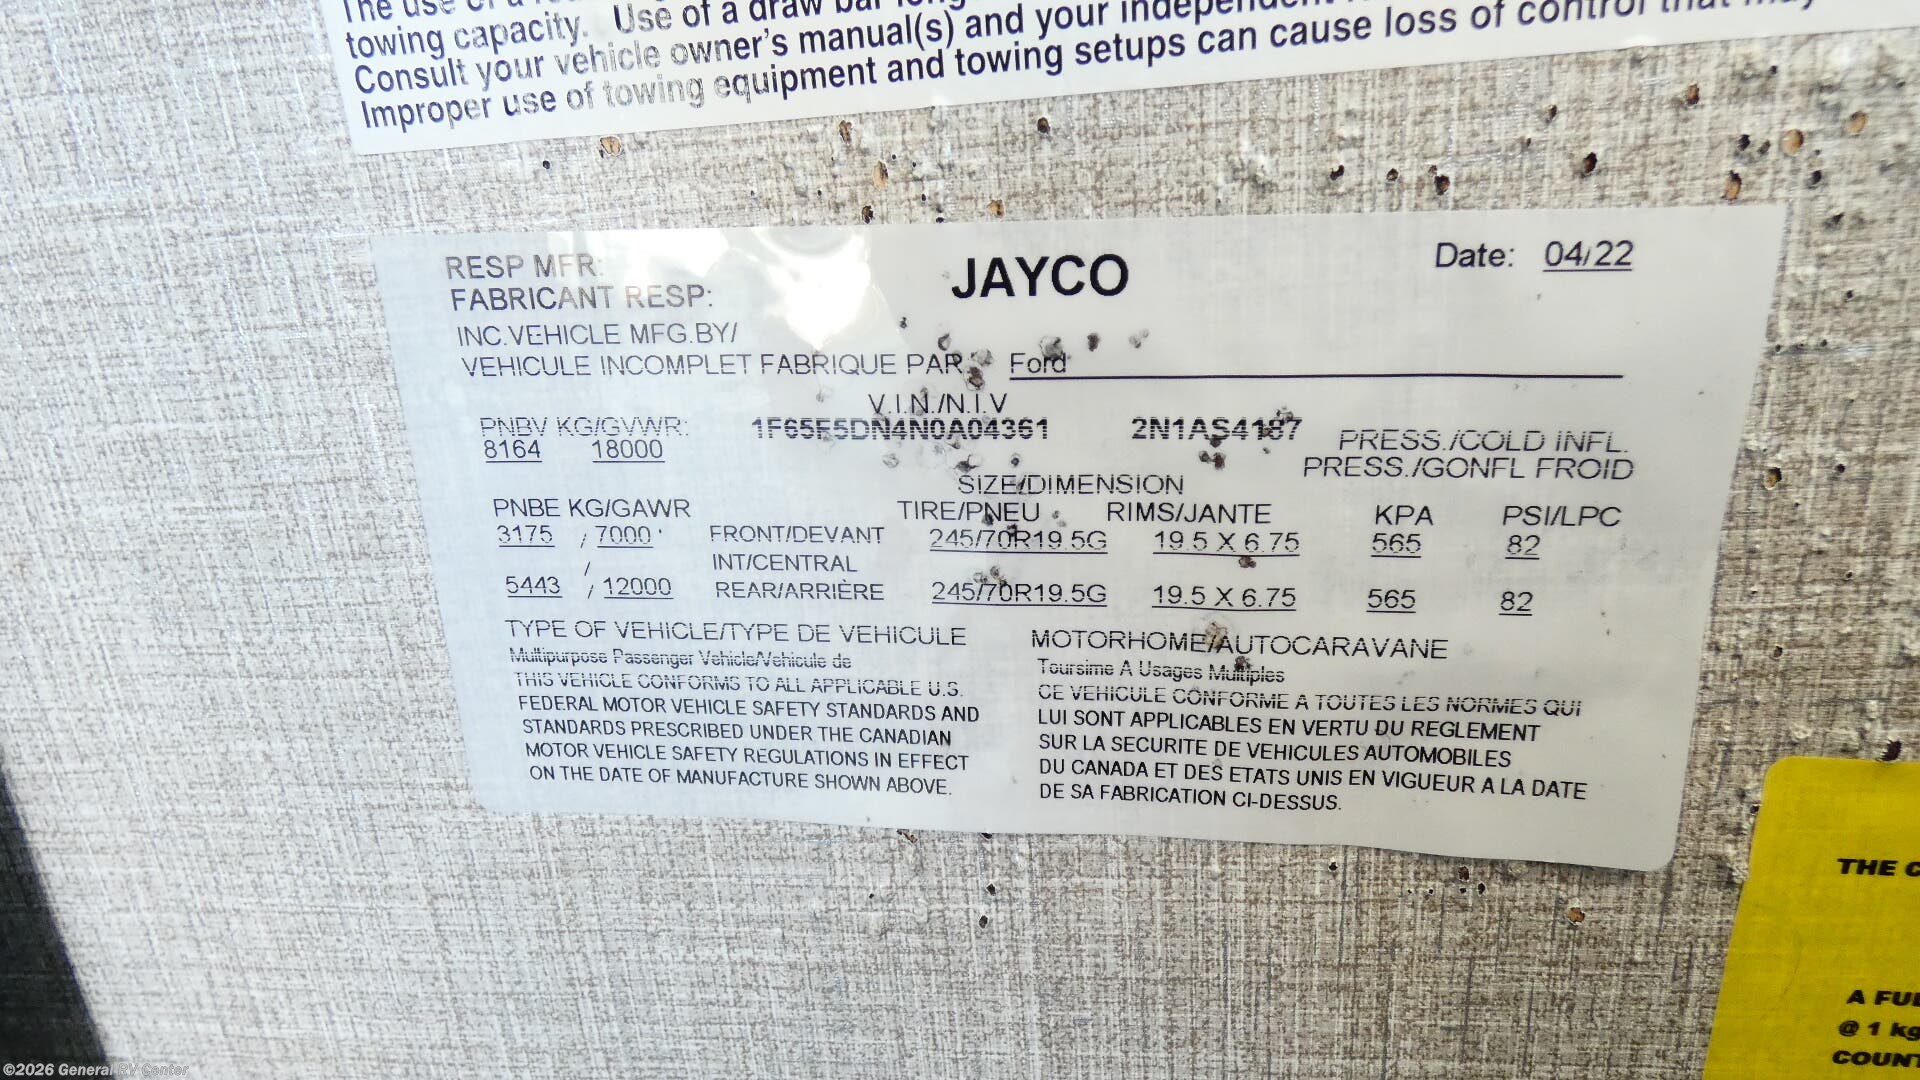 The use of a
towing capacity. Use of a draw bar
Consult your vehicle owner's manual(s) and your independent
Improper use of towing equipment and towing setups can cause loss of control that may
RESP MFR:
FABRICANT RESP:
JAYCO
Date: 04/22
INC.VEHICLE MFG.BY/
VEHICULE INCOMPLET FABRIQUE PAR: Ford
V.I.N./N.I.V
PNBV KG/GVWR: 1F65F5DN4N0A04361 2N1AS4187
8164 18000
PRESS./COLD INFL.
PRESS./GONFL FROID
SIZE/DIMENSION
PNBE KG/GAWR TIRE/PNEU RIMS/JANTE KPA PSI/LPC
3175 / 7000 FRONT/DEVANT 245/70R19.5G 19.5 X 6.75 565 82
/ INT/CENTRAL
5443 / 12000 REAR/ARRIÈRE 245/70R19.5G 19.5 X 6.75 565 82
TYPE OF VEHICLE/TYPE DE VEHICULE MOTORHOME/AUTOCARAVANE
Multipurpose Passenger Vehicle/Vehicule de Toursime A Usages Multiples
THIS VEHICLE CONFORMS TO ALL APPLICABLE U.S.
FEDERAL MOTOR VEHICLE SAFETY STANDARDS AND
STANDARDS PRESCRIBED UNDER THE CANADIAN
MOTOR VEHICLE SAFETY REGULATIONS IN EFFECT
ON THE DATE OF MANUFACTURE SHOWN ABOVE.
CE VEHICULE CONFORME A TOUTES LES NORMES QUI
LUI SONT APPLICABLES EN VERTU DU REGLEMENT
SUR LA SECURITE DE VEHICULES AUTOMOBILES
DU CANADA ET DES ETATS UNIS EN VIGUEUR A LA DATE
DE SA FABRICATION CI-DESSUS.
THE
A
@ 1 kg
©2026 General RV Center